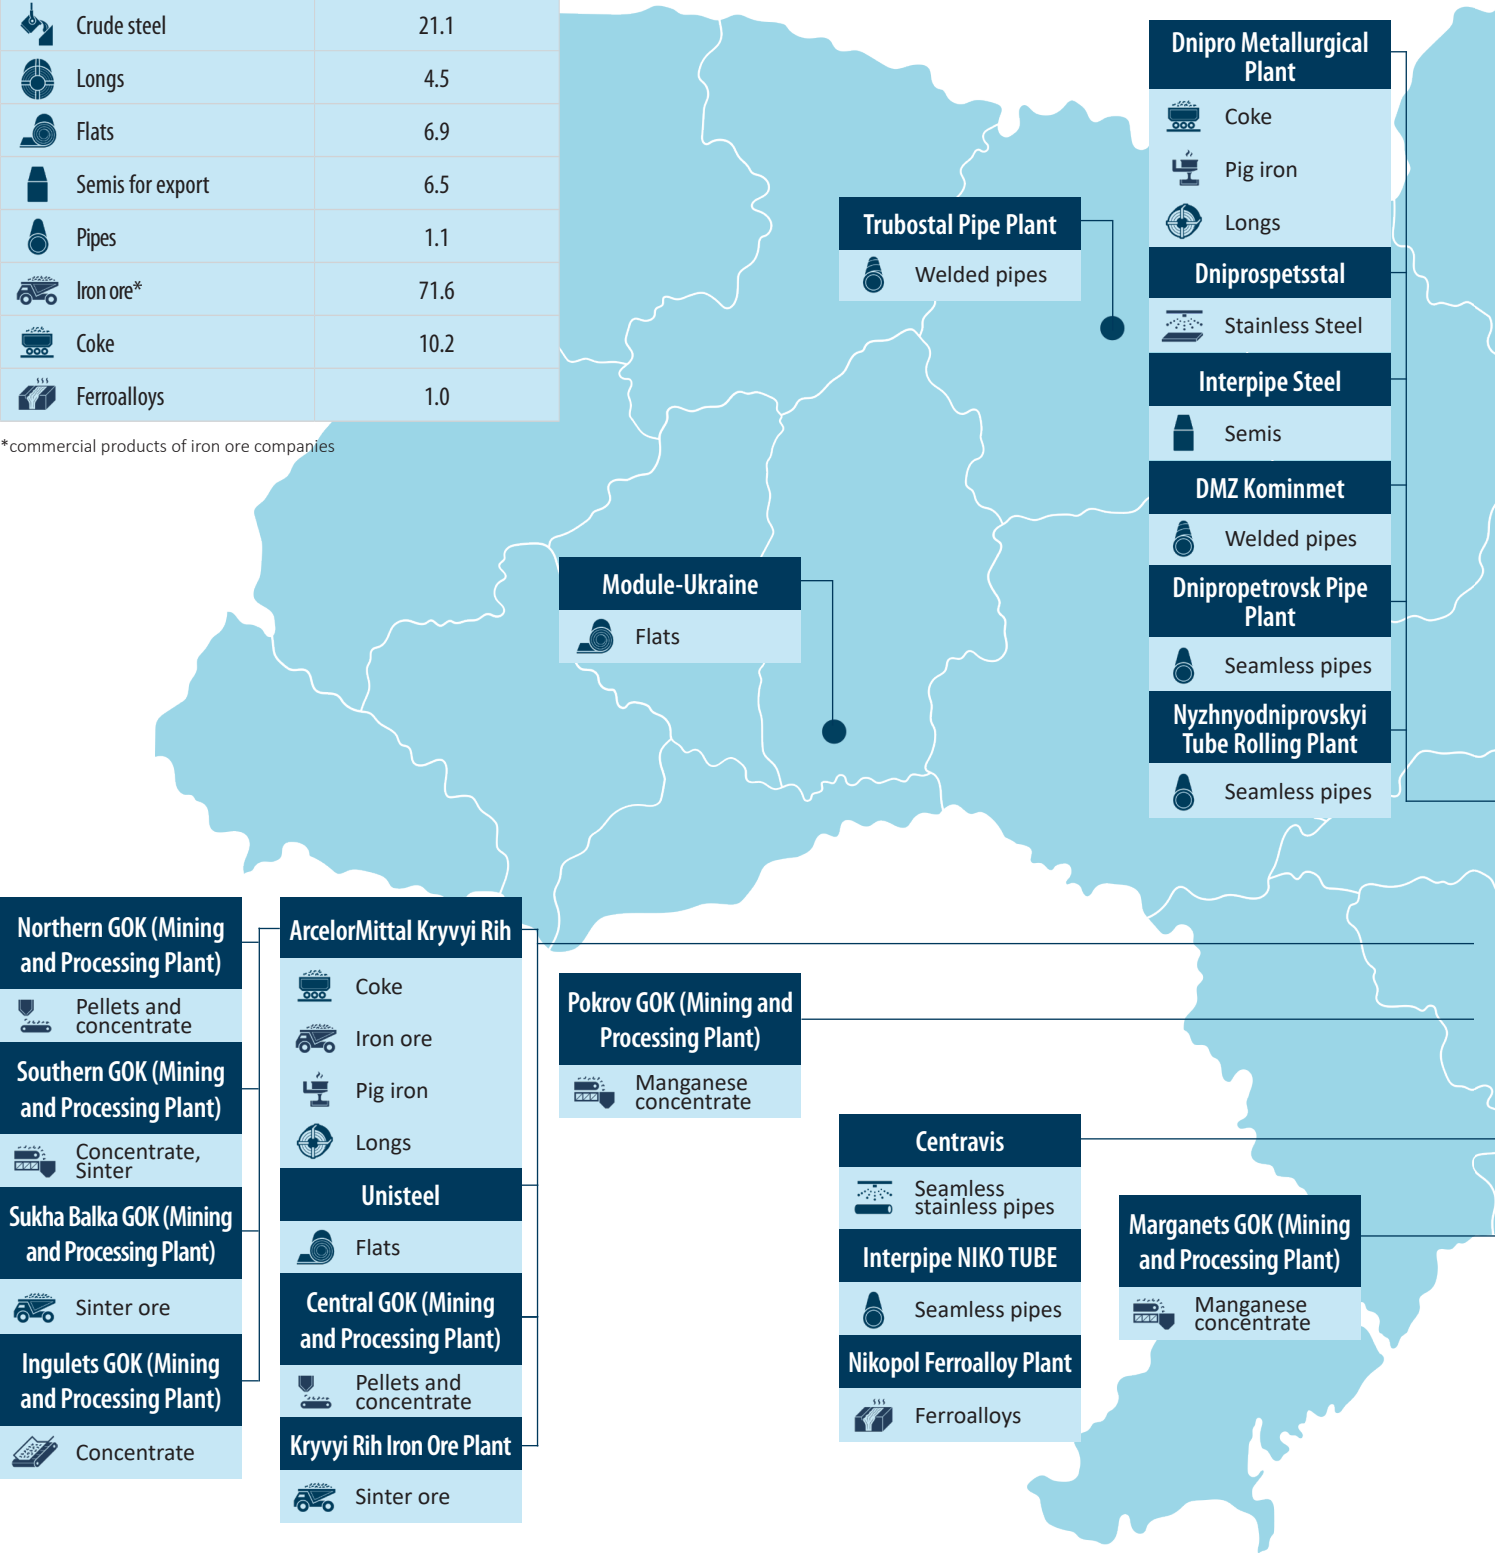 Crude steel 21.1
Longs 4.5
Flats 6.9
Semis for export 6.5
Pipes 1.1
Iron ore* 71.6
Coke 10.2
Ferroalloys 1.0
*commercial products of iron ore companies
Trubostal Pipe Plant
Welded pipes
Dnipro Metallurgical
Plant
Coke
Pig iron
Longs
Dniprospetsstal
Stainless Steel
Interpipe Steel
Semis
DMZ Kominmet
Welded pipes
Dnipropetrovsk Pipe
Plant
Seamless pipes
Nyzhnyodniprovskyi
Tube Rolling Plant
Seamless pipes
Module-Ukraine
Flats
Northern GOK (Mining
and Processing Plant)
Pellets and
concentrate
Southern GOK (Mining
and Processing Plant)
Concentrate,
Sinter
Sukha Balka GOK (Mining
and Processing Plant)
Sinter ore
Ingulets GOK (Mining
and Processing Plant)
Concentrate
ArcelorMittal Kryvyi Rih
Coke
Iron ore
Pig iron
Longs
Unisteel
Flats
Central GOK (Mining
and Processing Plant)
Pellets and
concentrate
Kryvyi Rih Iron Ore Plant
Sinter ore
Pokrov GOK (Mining and
Processing Plant)
Manganese
concentrate
Centravis
Seamless
stainless pipes
Interpipe NIKO TUBE
Seamless pipes
Nikopol Ferroalloy Plant
Ferroalloys
Marganets GOK (Mining
and Processing Plant)
Manganese
concentrate